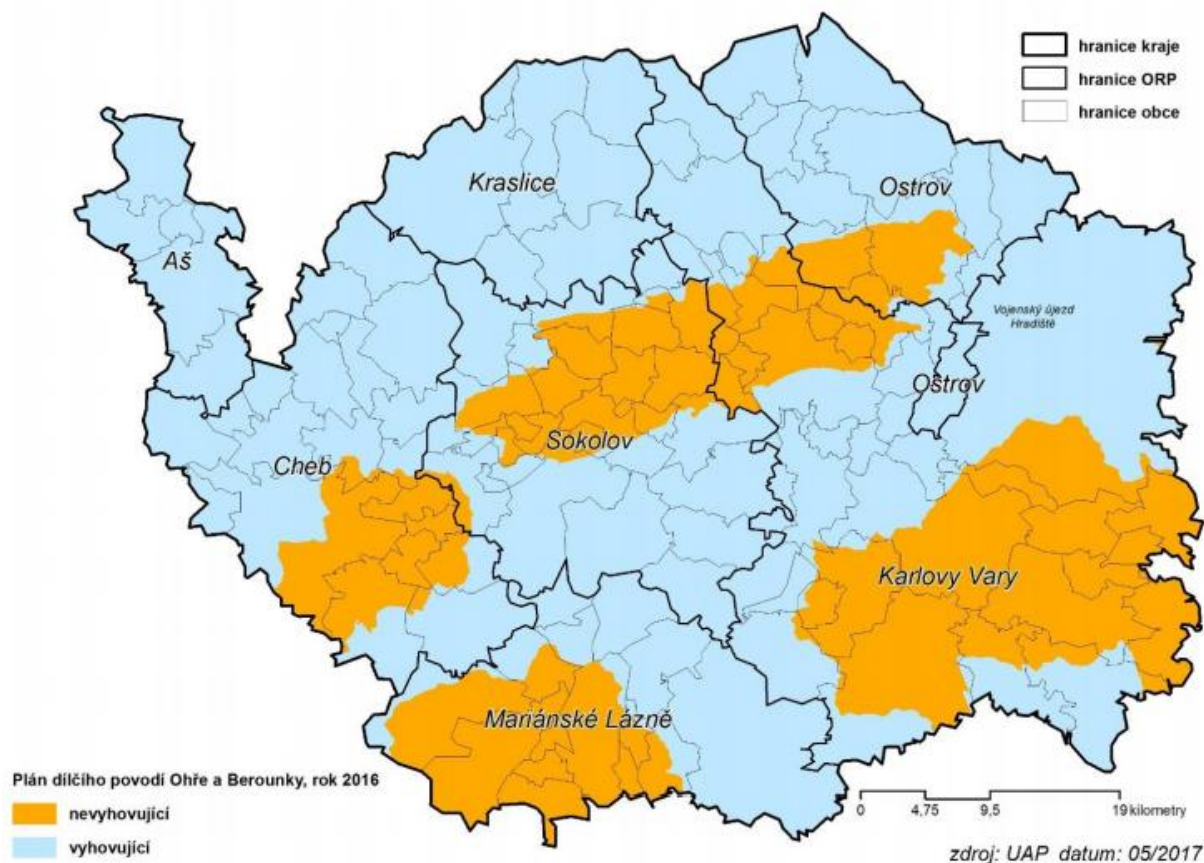 hranice kraje
hranice ORP
hranice obce
Kraslice
Ostrov
Aš
Vojenský újezd
Hradiště
Ostrov
Sokolov
Cheb
Karlovy Vary
Mariánské Lázně
Plán dílčího povodí Ohře a Berounky, rok 2016
nevyhovující
vyhovující
0 4,75 9,5 19 kilometry
zdroj: UAP datum: 05/2017